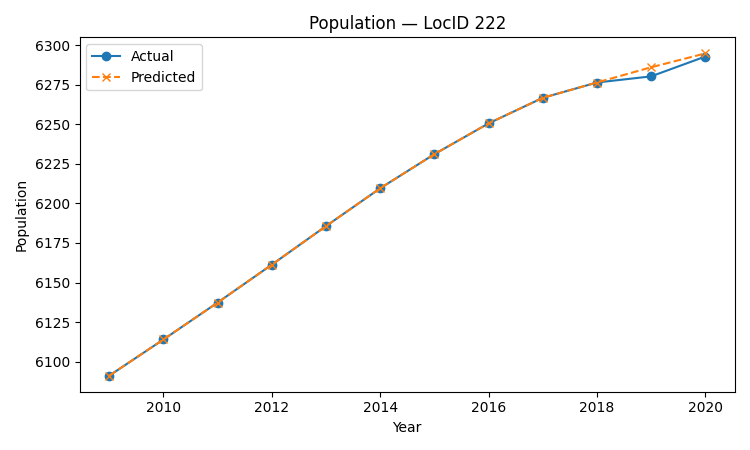 Population — LocID 222
Actual
Predicted
Population
6300
6275
6250
6225
6200
6175
6150
6125
6100
2010 2012 2014 2016 2018 2020
Year